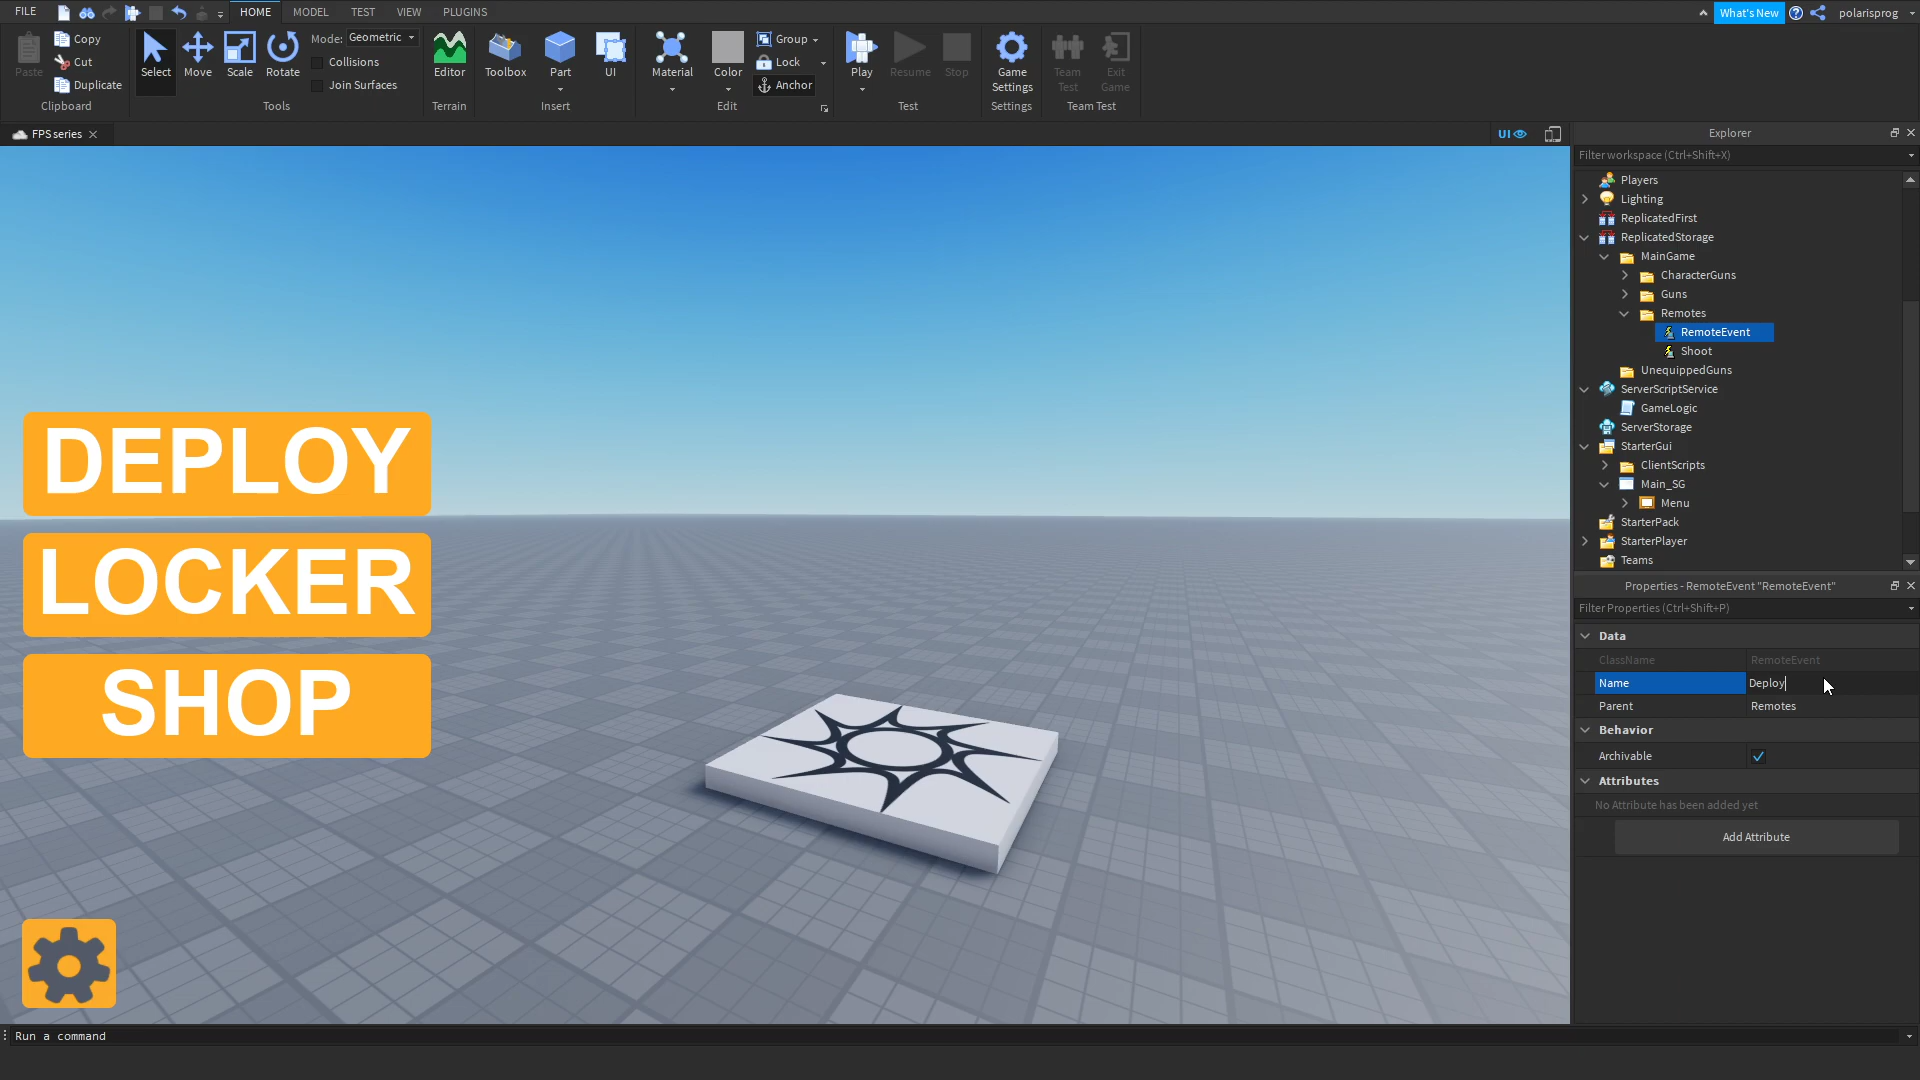 FILE HOME MODEL TEST VIEW PLUGINS What's New polarisprog
Copy Mode: Geometric Group
Cut Collisions Lock
Paste Select Move Scale Rotate Editor Toolbox Part UI Material Color Play Resume Stop Game Settings Team Test Exit Game
Duplicate Join Surfaces Anchor
Clipboard Tools Terrain Insert Edit Test Settings Team Test
FPS series UI Explorer
Filter workspace (Ctrl+Shift+X)
Players
Lighting
ReplicatedFirst
ReplicatedStorage
MainGame
CharacterGuns
Guns
Remotes
RemoteEvent
Shoot
UnequippedGuns
ServerScriptService
GameLogic
ServerStorage
StarterGui
ClientScripts
Main_SG
Menu
StarterPack
StarterPlayer
Teams
DEPLOY
LOCKER
SHOP
Properties - RemoteEvent "RemoteEvent"
Filter Properties (Ctrl+Shift+P)
Data
ClassName RemoteEvent
Name Deploy
Parent Remotes
Behavior
Archivable
Attributes
No Attribute has been added yet
Add Attribute
Run a command